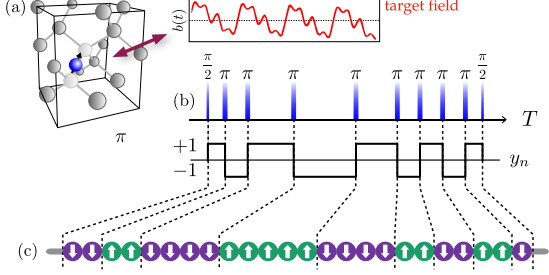 (a)
b(t)
target field
π
π/2 π π π π π π π π/2
(b)
T
+1
−1
y_n
(c)